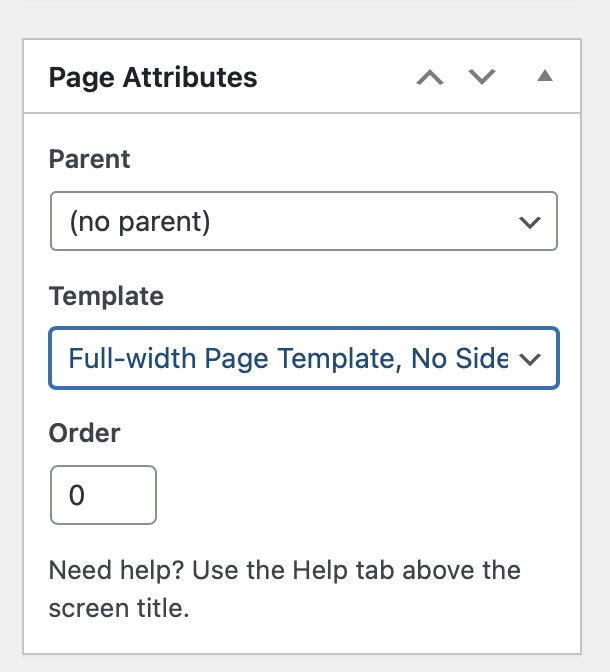 Page Attributes
Parent
(no parent)
Template
Full-width Page Template, No Side
Order
0
Need help? Use the Help tab above the
screen title.